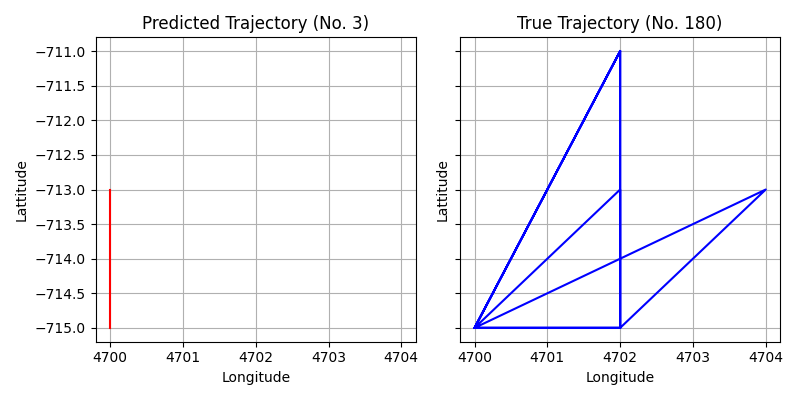 Predicted Trajectory (No. 3)
−711.0
−711.5
−712.0
−712.5
−713.0
−713.5
−714.0
−714.5
−715.0
Lattitude
4700 4701 4702 4703 4704
Longitude
True Trajectory (No. 180)
Lattitude
4700 4701 4702 4703 4704
Longitude